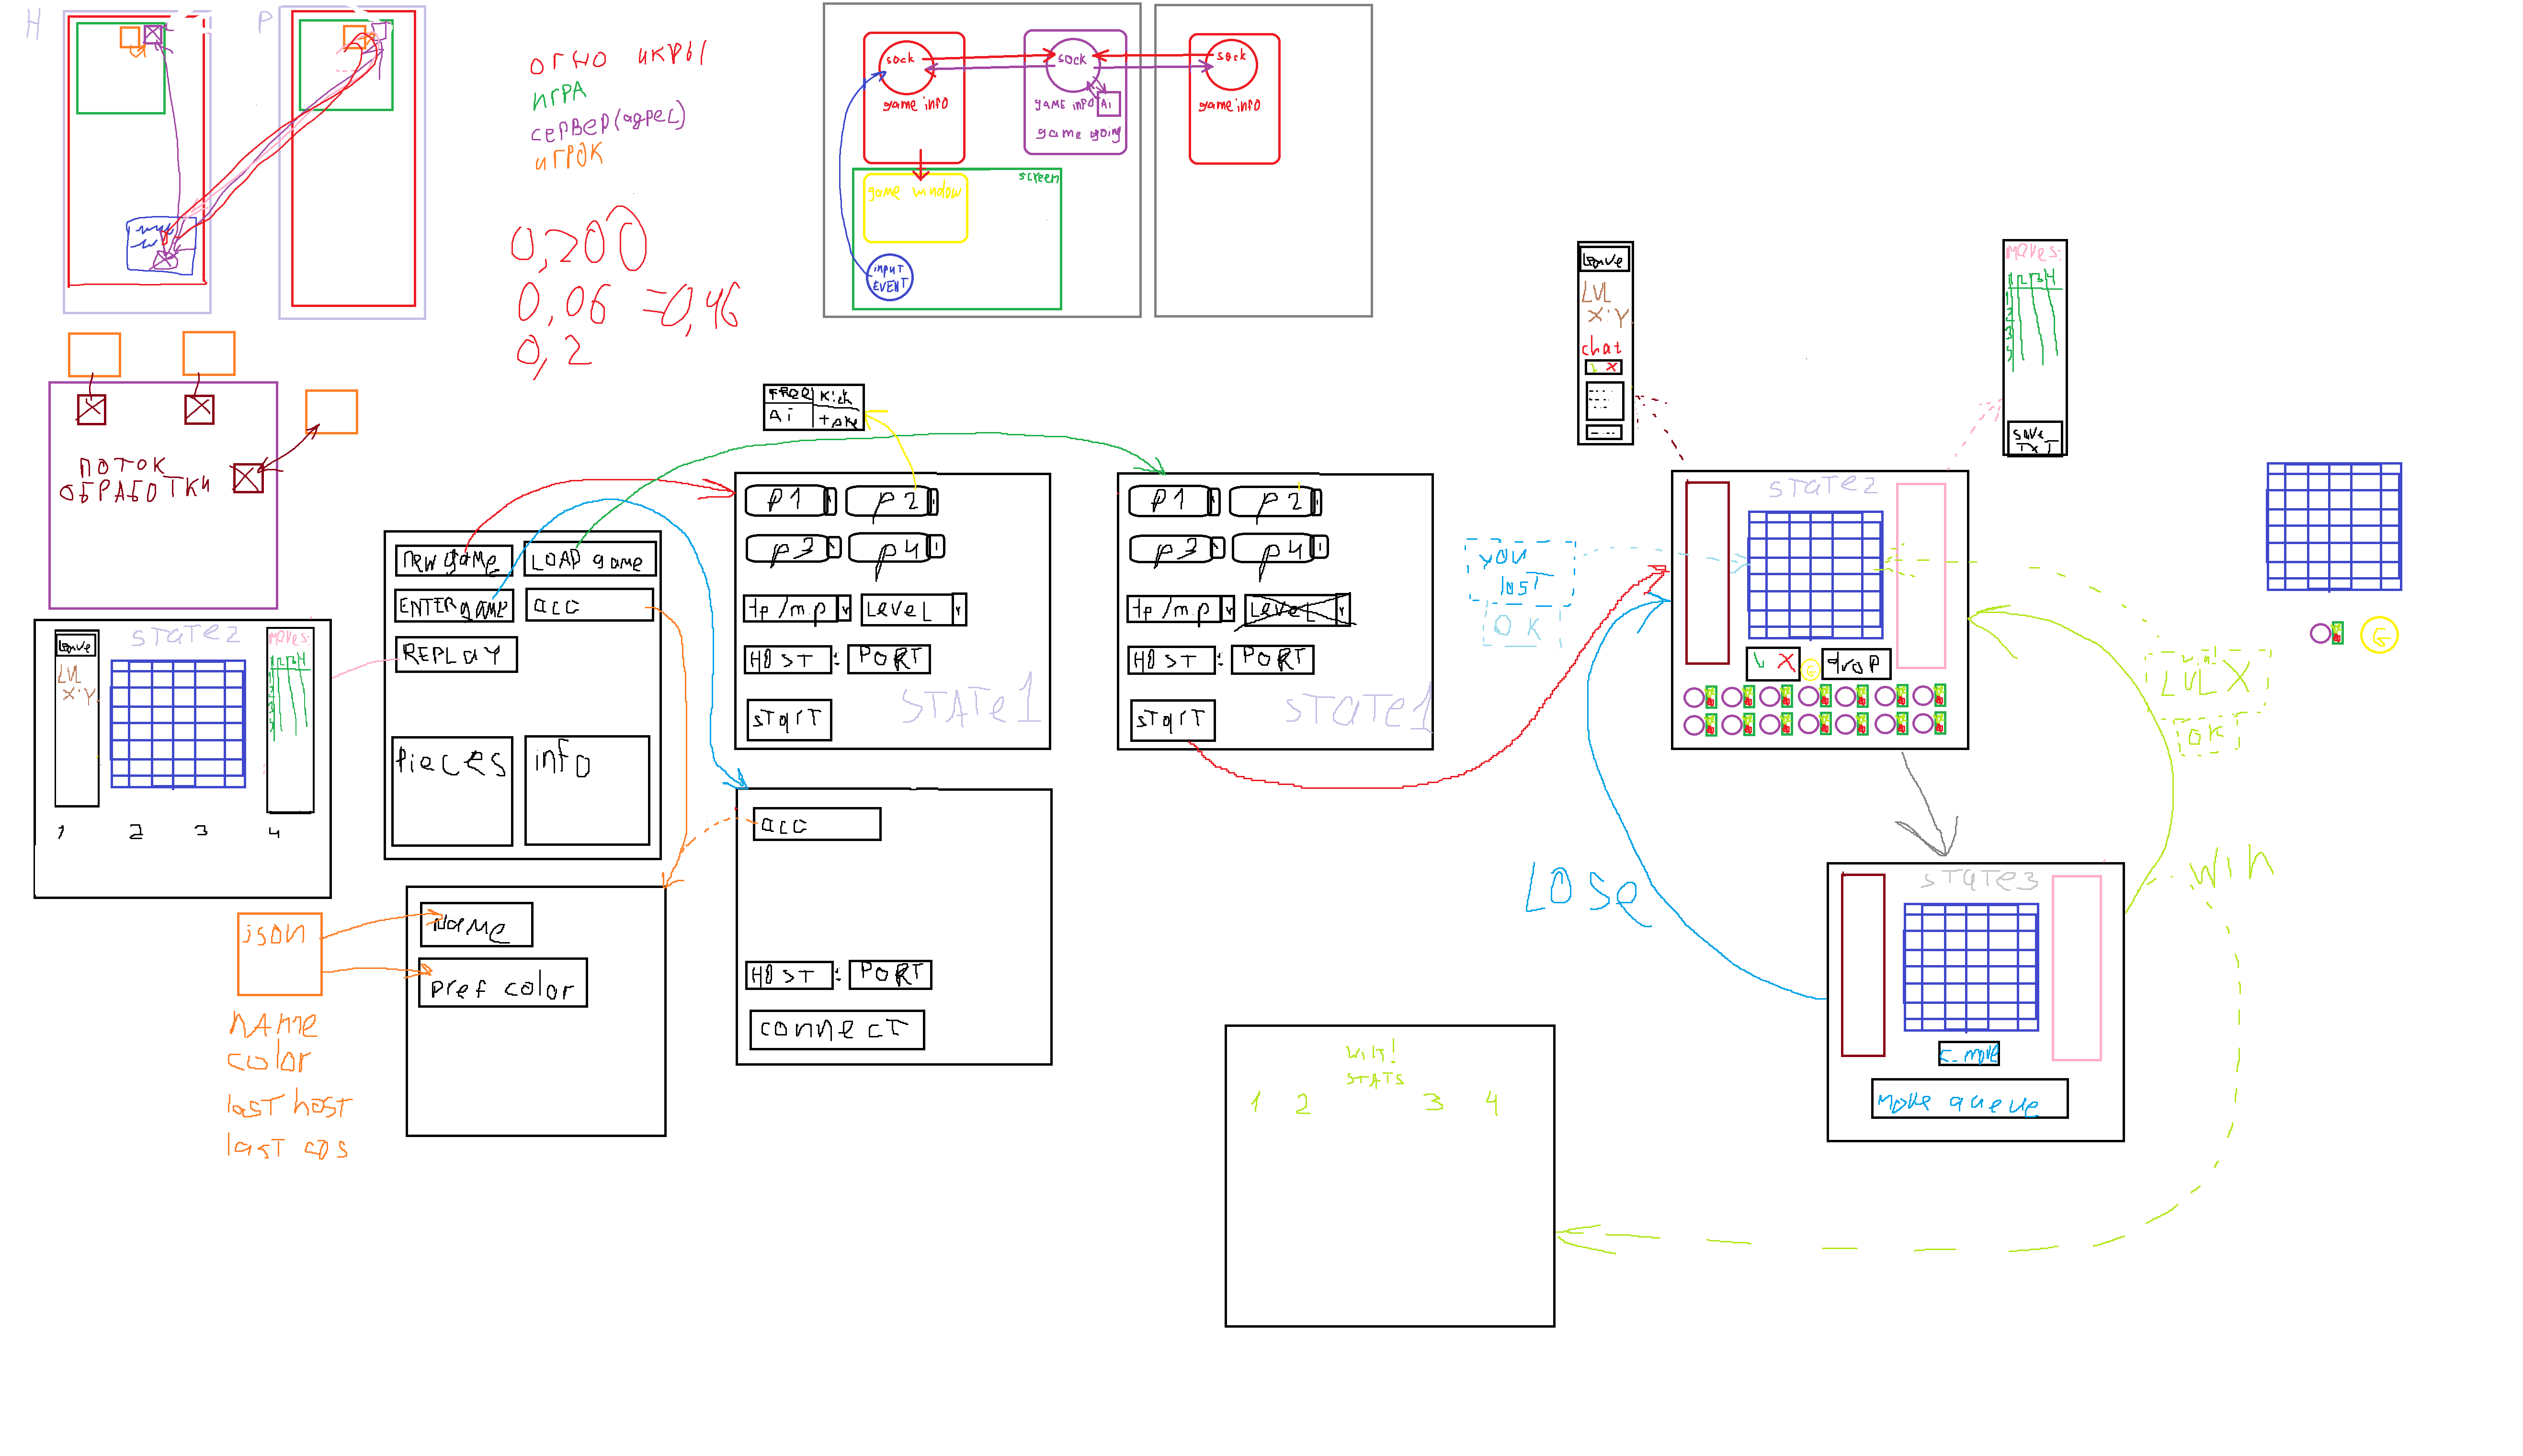 H
P
огно икры
игра
сервер(адрес)
игрок
0,200
0,06 =0,46
0,2
sock
game info
sock
game info
Ai
game going
sock
game info
screen
game window
input
EVENT
поток
обработки
state2
Leave
LVL
X:Y
Moves:
1 2 3 4
1 2 3 4
new game
LOAD game
ENTER game
acc
REPLAY
Pieces
info
json
NAME
color
last host
Name
pref color
FREE
Kick
Ai
take
P1
P2
P3
P4
tp/mp
v
LEVEL
v
HOST : PORT
start
STATE1
acc
HOST : PORT
connect
P1
P2
P3
P4
tp/mp
v
LEVEL
HOST : PORT
start
STATE1
Leave
LVL
X:Y
chat
v X
Moves:
1 2 3 4
1
2
3
save
TXT
you
lost
OK
state2
V X
G
drop
G
LVL X
OK
LOSE
WIN
state3
c_move
Move queue
Win!
STATS
1 2 3 4